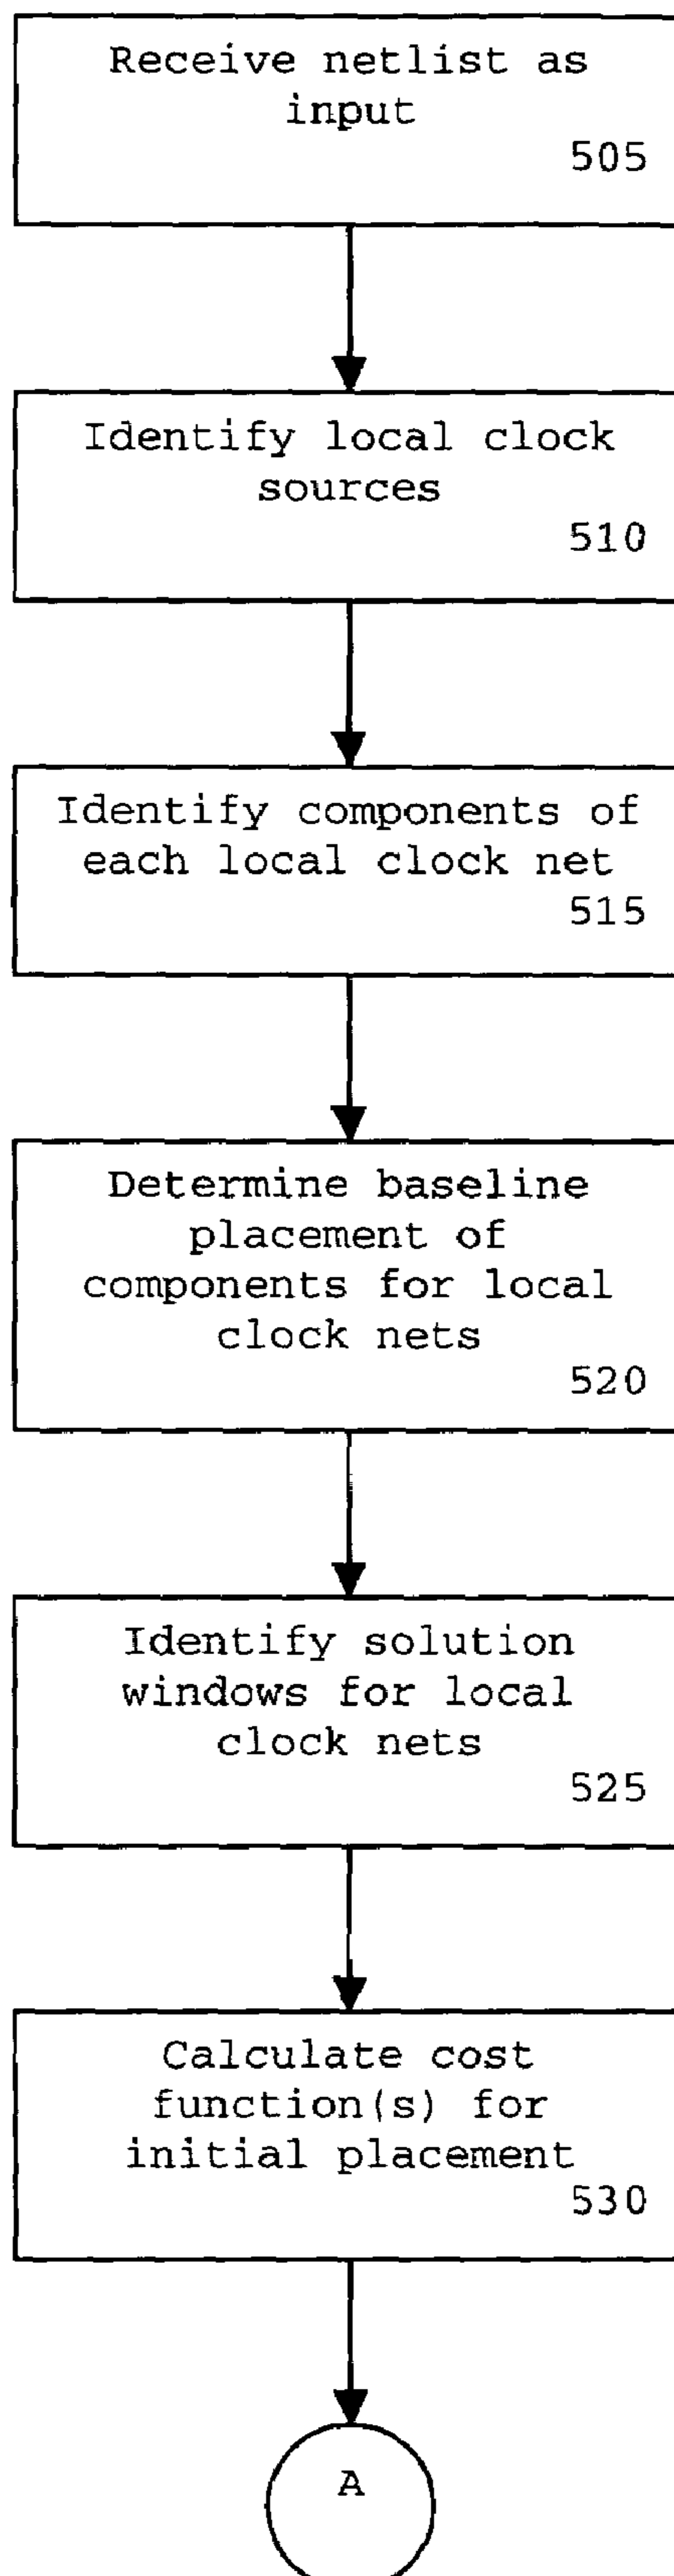 Receive netlist as
input
505
Identify local clock
sources
510
Identify components of
each local clock net
515
Determine baseline
placement of
components for local
clock nets
520
Identify solution
windows for local
clock nets
525
Calculate cost
function(s) for
initial placement
530
A